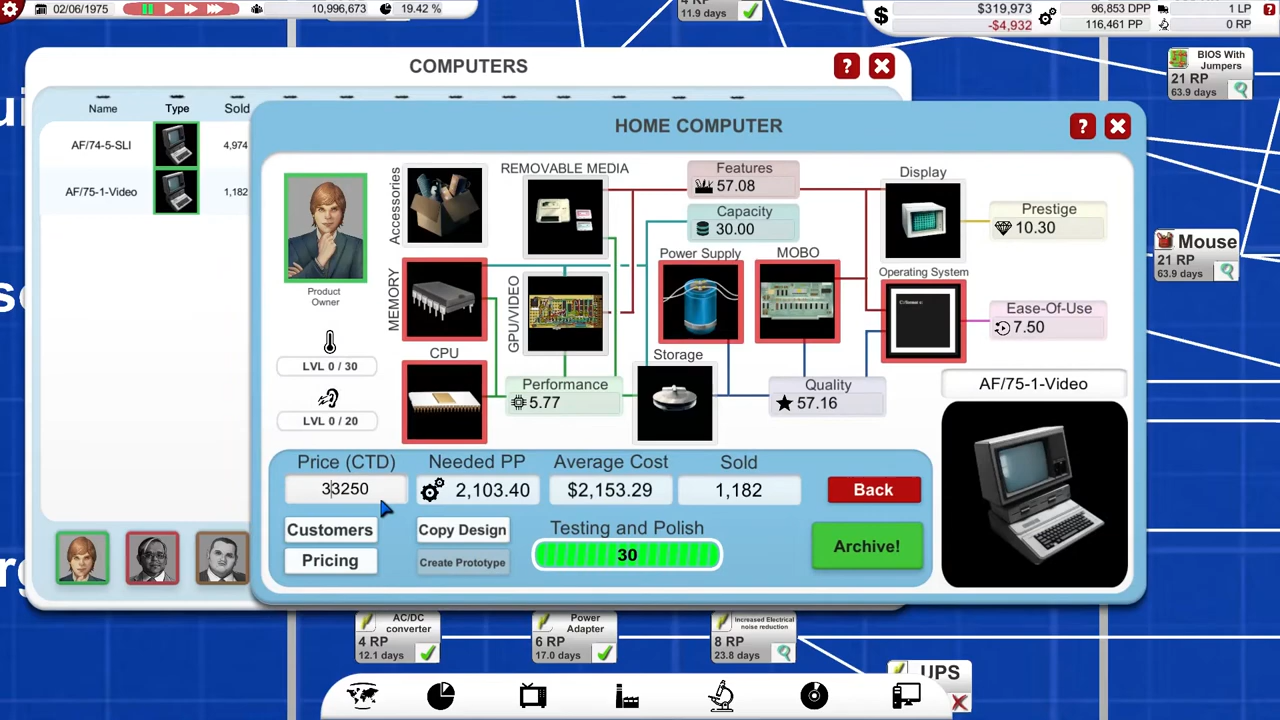 02/06/1975
10,996,673
19.42 %
4 RP
11.9 days
$319,973
-$4,932
96,853 DPP
116,461 PP
1 LP
0 RP
?
BIOS With
Jumpers
21 RP
63.9 days
Mouse
21 RP
63.9 days
COMPUTERS
?
Name
Type
Sold
AF/74-5-SLI
4,974
AF/75-1-Video
1,182
HOME COMPUTER
?
Product
Owner
LVL 0 / 30
LVL 0 / 20
Accessories
REMOVABLE MEDIA
Features
57.08
Capacity
30.00
Display
Prestige
10.30
MEMORY
GPU/VIDEO
Power Supply
MOBO
Operating System
Ease-Of-Use
7.50
CPU
Performance
5.77
Storage
Quality
57.16
AF/75-1-Video
Price (CTD)
33250
Needed PP
2,103.40
Average Cost
$2,153.29
Sold
1,182
Back
Customers
Copy Design
Testing and Polish
30
Archive!
Pricing
Create Prototype
AC/DC
converter
4 RP
12.1 days
Power
Adapter
6 RP
17.0 days
Increased Electrical
noise reduction
8 RP
23.8 days
UPS